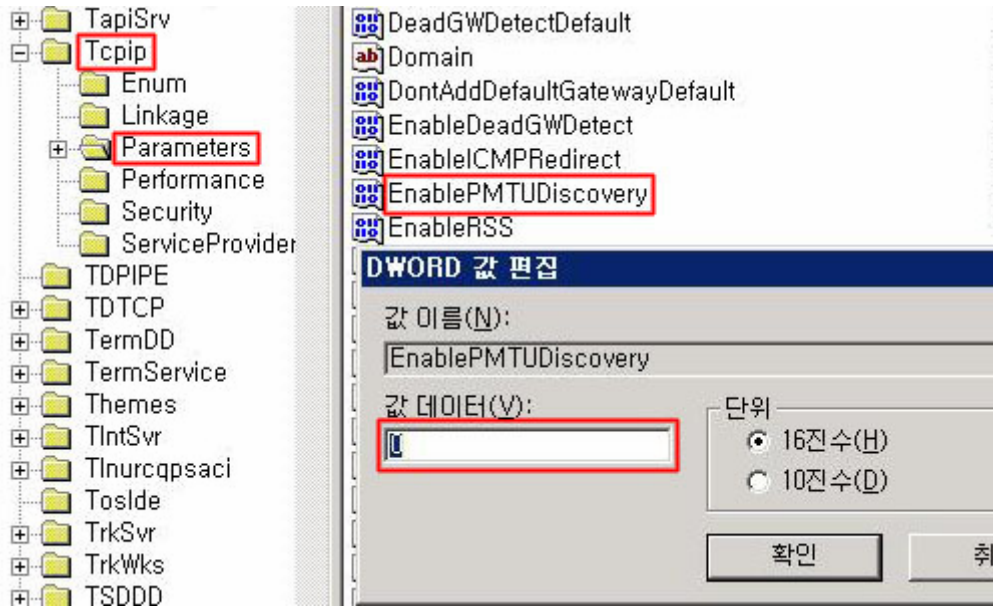 TapiSrv
Tcpip
Enum
Linkage
Parameters
Performance
Security
ServiceProvider
TDPIPE
TDTCP
TermDD
TermService
Themes
TlntSvr
Tlnurcqpsaci
TosIde
TrkSvr
TrkWks
TSDDD
DeadGWDetectDefault
Domain
DontAddDefaultGatewayDefault
EnableDeadGWDetect
EnableICMPRedirect
EnablePMTUDiscovery
EnableRSS
DWORD 값 편집
값 이름(N):
EnablePMTUDiscovery
값 데이터(V):
0
단위
16진수(H)
10진수(D)
확인
취